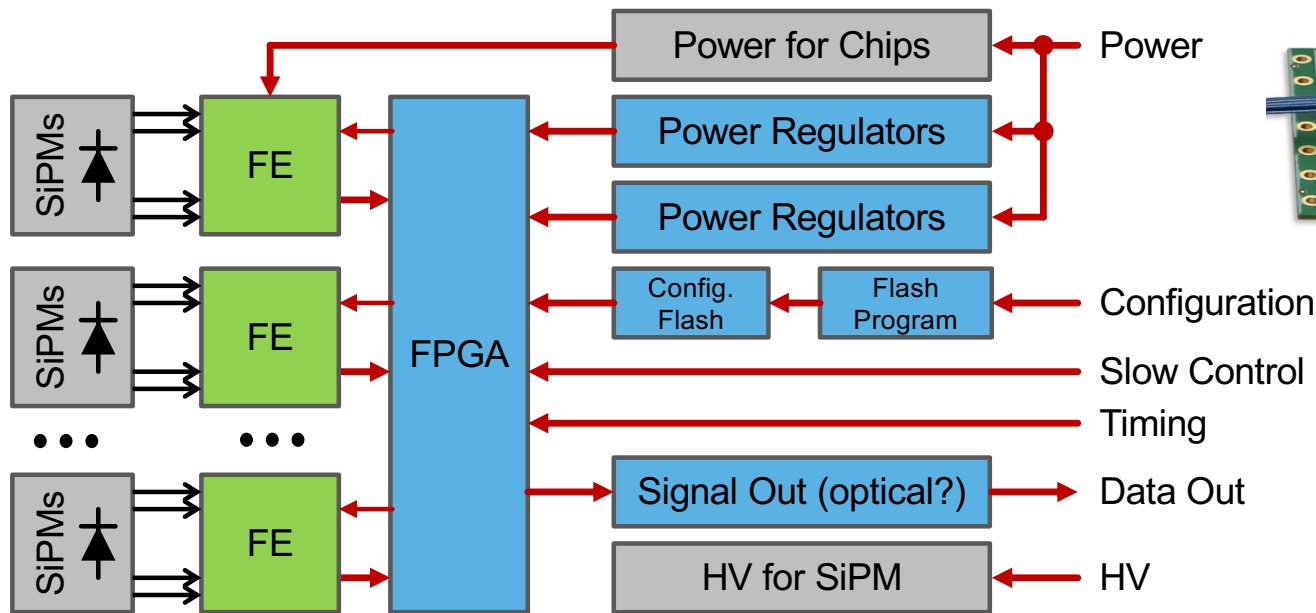 Power for Chips
Power
SiPMs
FE
Power Regulators
Power Regulators
SiPMs
FE
FPGA
Config.
Flash
Flash
Program
Configuration
Slow Control
Timing
SiPMs
FE
Signal Out (optical?)
Data Out
HV for SiPM
HV